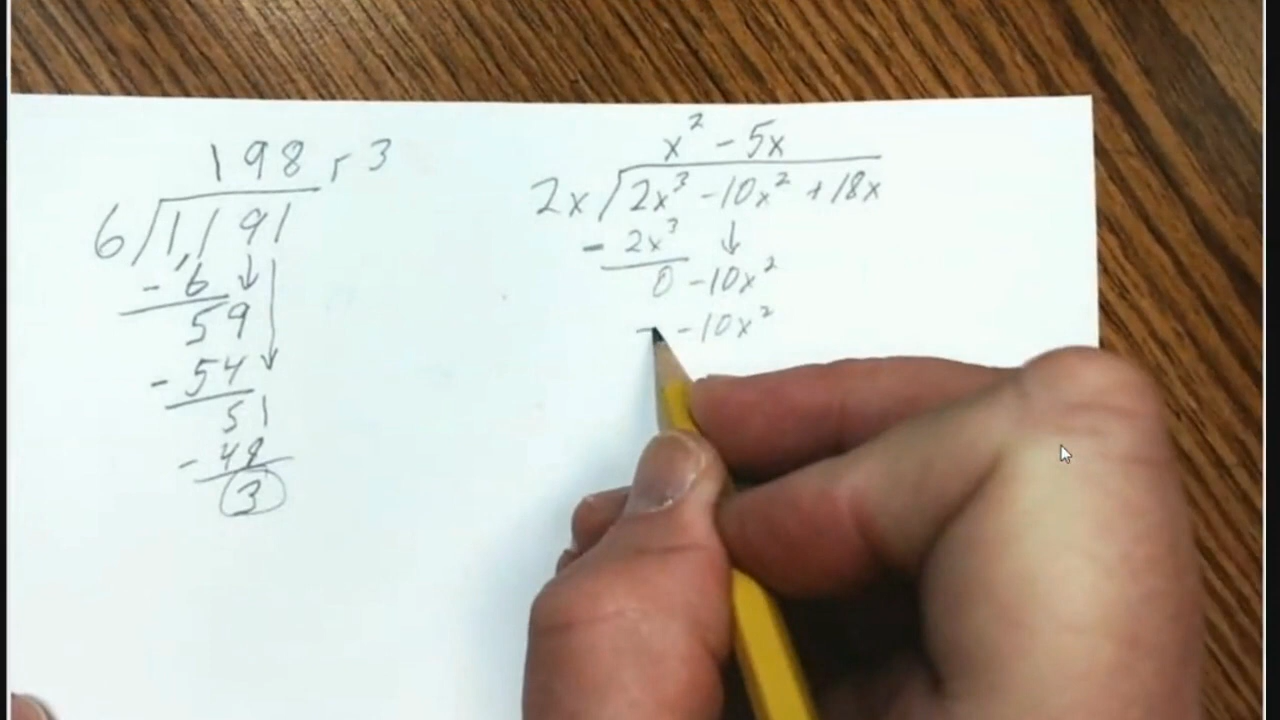 198 r 3
6 1,191
- 6
59
- 54
51
- 48
3
x² - 5x
2x 2x³ - 10x² + 18x
- 2x³
0 - 10x²
- - 10x²